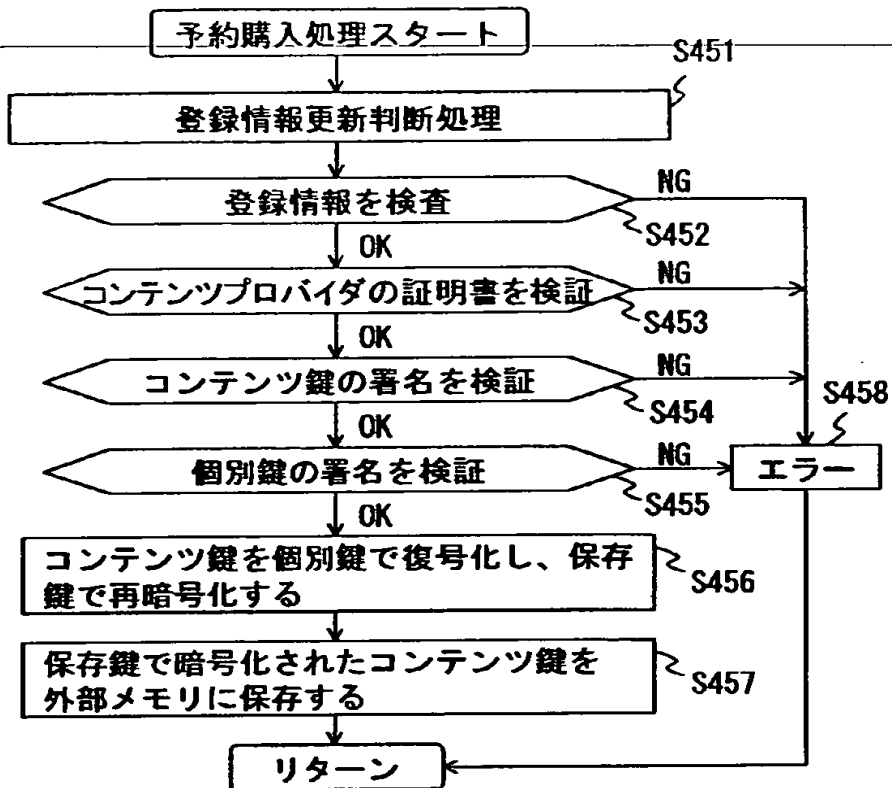 予約購入処理スタート
S451
登録情報更新判断処理
登録情報を検査
NG
S452
OK
コンテンツプロバイダの証明書を検証
NG
S453
OK
コンテンツ鍵の署名を検証
NG
S454
S458
OK
個別鍵の署名を検証
NG
エラー
S455
OK
コンテンツ鍵を個別鍵で復号化し、保存
鍵で再暗号化する
S456
保存鍵で暗号化されたコンテンツ鍵を
外部メモリに保存する
S457
リターン